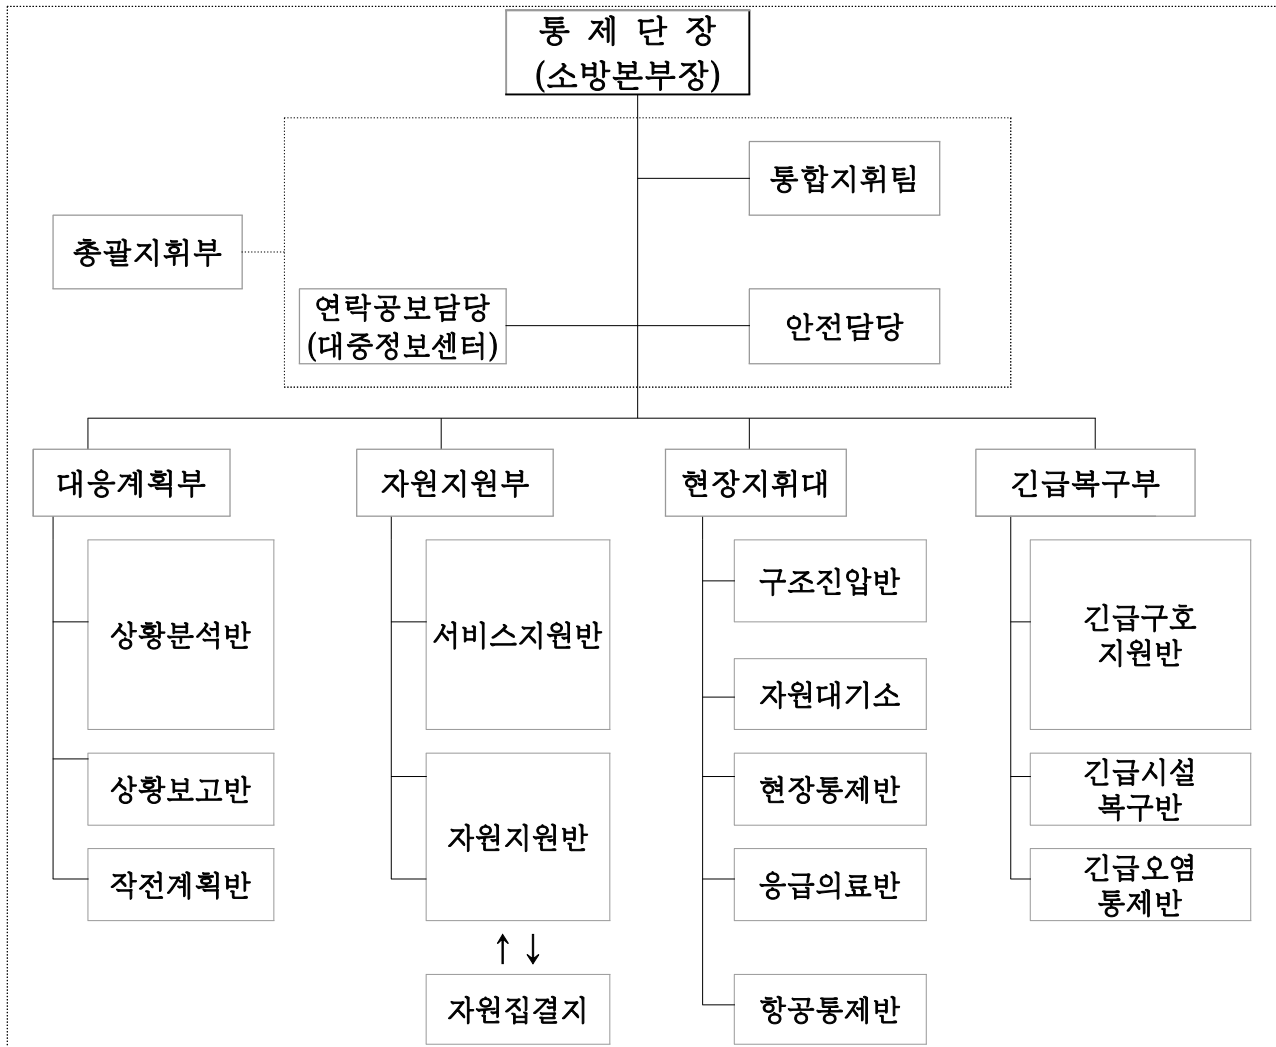 통 제 단 장
(소방본부장)
통합지휘팀
총괄지휘부
연락공보담당
(대중정보센터)
안전담당
대응계획부
자원지원부
현장지휘대
긴급복구부
상황분석반
상황보고반
작전계획반
서비스지원반
자원지원반
↑ ↓
자원집결지
구조진압반
자원대기소
현장통제반
응급의료반
항공통제반
긴급구호
지원반
긴급시설
복구반
긴급오염
통제반